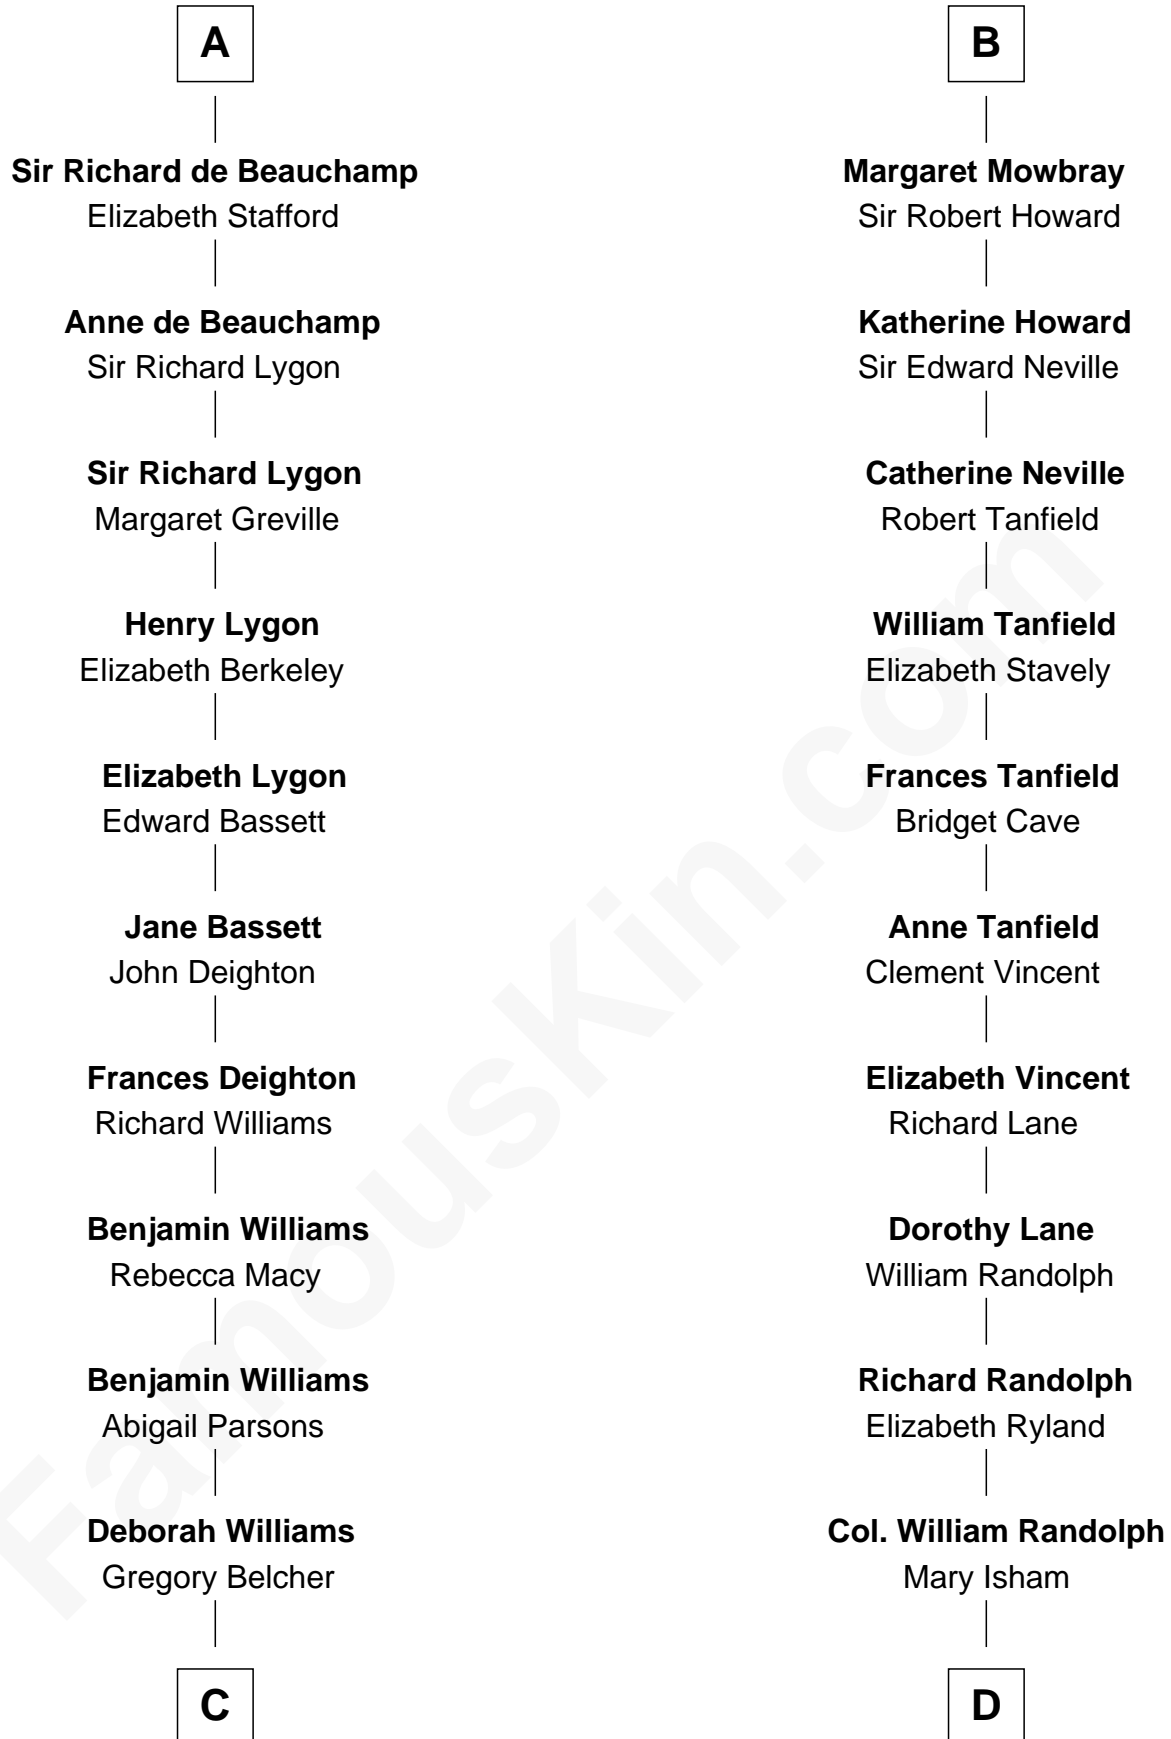 A
Sir Richard de Beauchamp
Elizabeth Stafford
Anne de Beauchamp
Sir Richard Lygon
Sir Richard Lygon
Margaret Greville
Henry Lygon
Elizabeth Berkeley
Elizabeth Lygon
Edward Bassett
Jane Bassett
John Deighton
Frances Deighton
Richard Williams
Benjamin Williams
Rebecca Macy
Benjamin Williams
Abigail Parsons
Deborah Williams
Gregory Belcher
C
B
Margaret Mowbray
Sir Robert Howard
Katherine Howard
Sir Edward Neville
Catherine Neville
Robert Tanfield
William Tanfield
Elizabeth Stavely
Frances Tanfield
Bridget Cave
Anne Tanfield
Clement Vincent
Elizabeth Vincent
Richard Lane
Dorothy Lane
William Randolph
Richard Randolph
Elizabeth Ryland
Col. William Randolph
Mary Isham
D
FamousKin.com